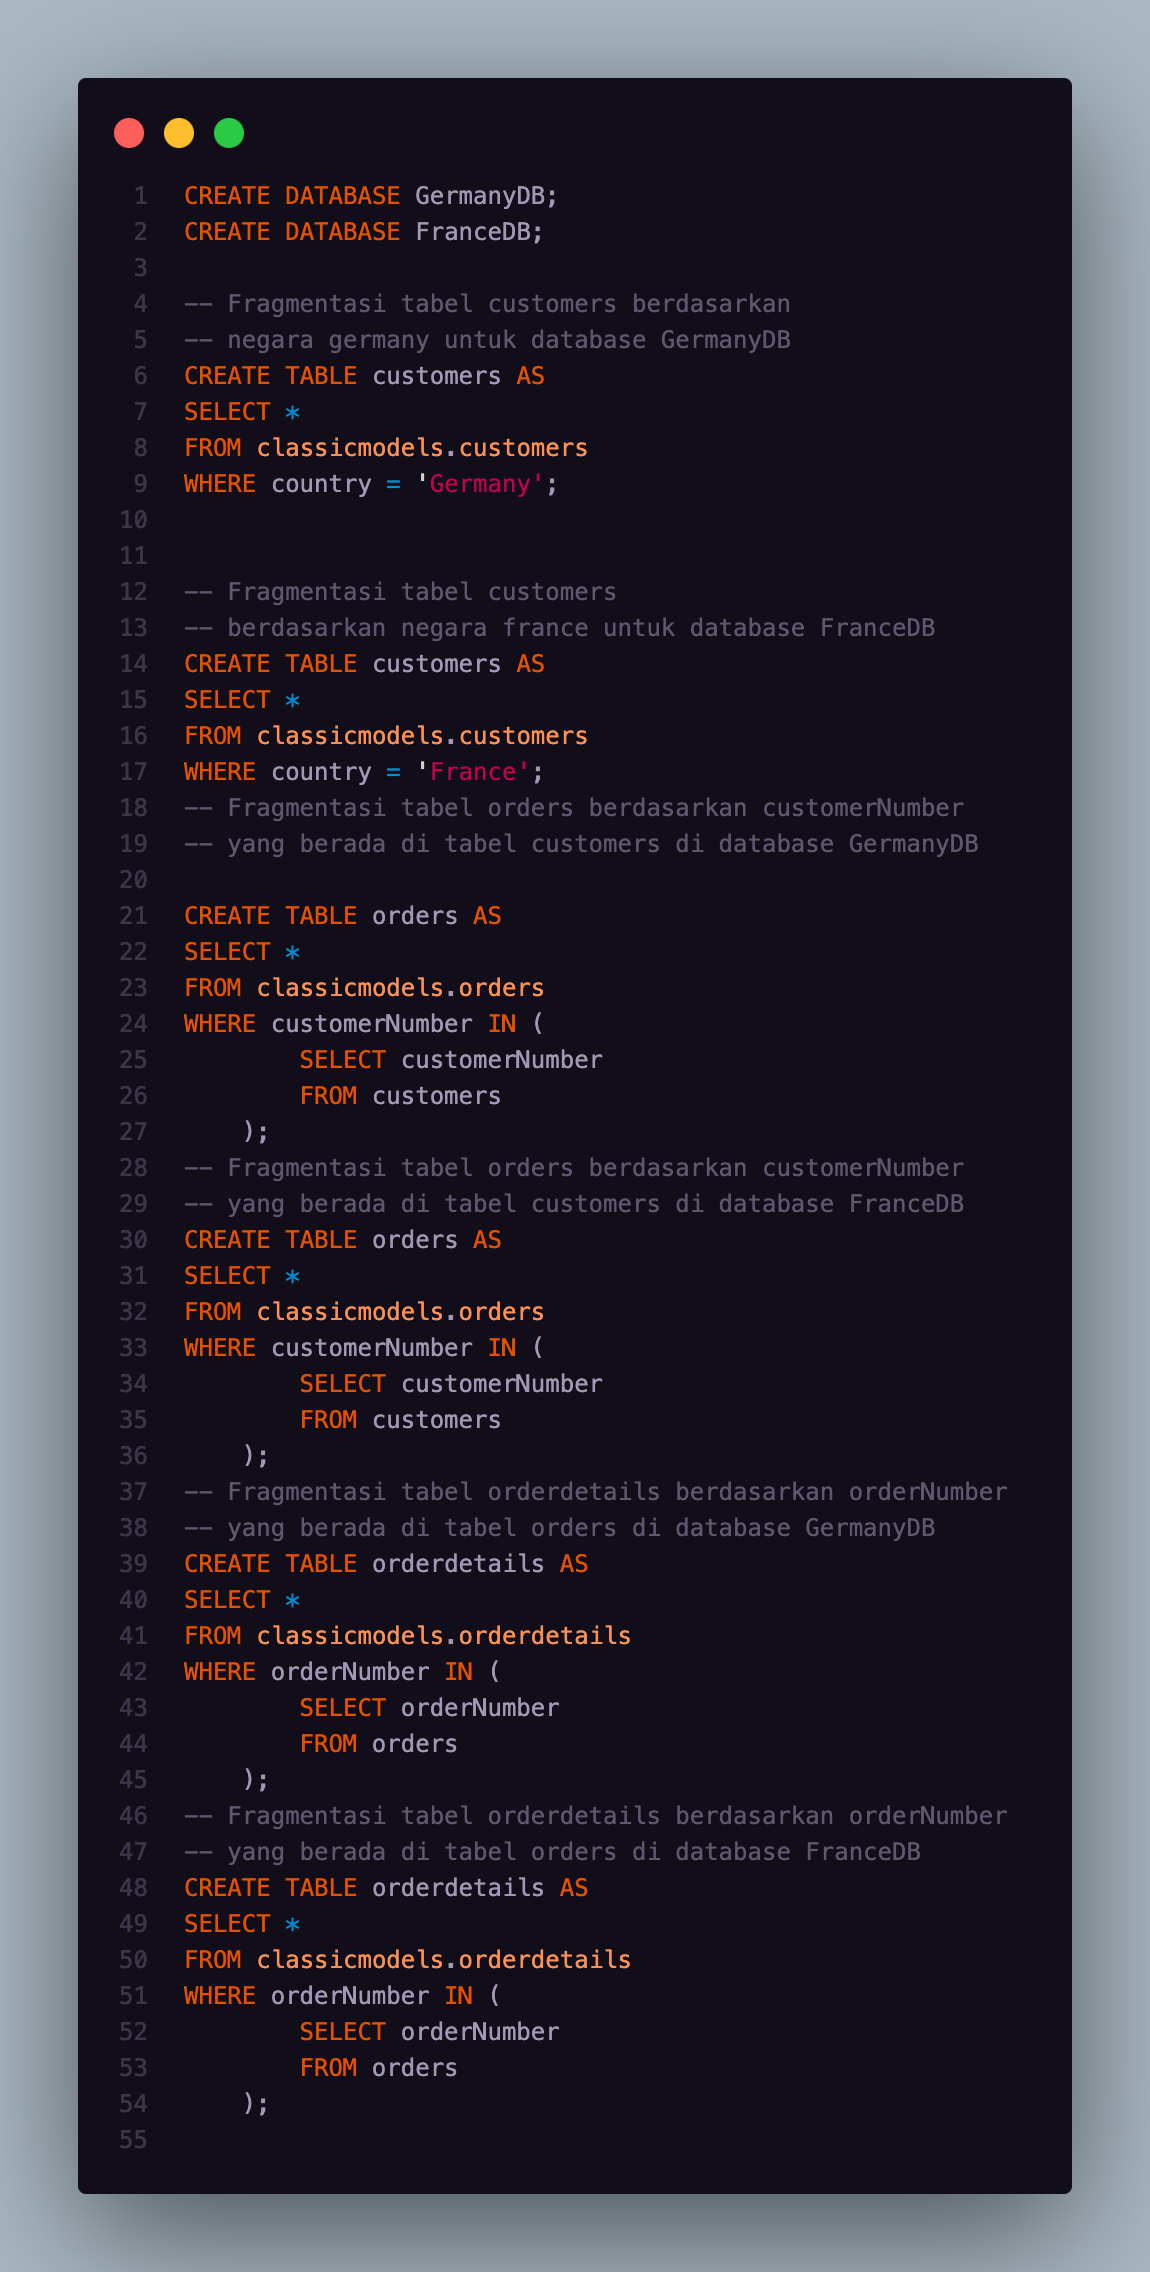 1 CREATE DATABASE GermanyDB;
2 CREATE DATABASE FranceDB;
3
4 -- Fragmentasi tabel customers berdasarkan
5 -- negara germany untuk database GermanyDB
6 CREATE TABLE customers AS
7 SELECT *
8 FROM classicmodels.customers
9 WHERE country = 'Germany';
10
11
12 -- Fragmentasi tabel customers
13 -- berdasarkan negara france untuk database FranceDB
14 CREATE TABLE customers AS
15 SELECT *
16 FROM classicmodels.customers
17 WHERE country = 'France';
18 -- Fragmentasi tabel orders berdasarkan customerNumber
19 -- yang berada di tabel customers di database GermanyDB
20
21 CREATE TABLE orders AS
22 SELECT *
23 FROM classicmodels.orders
24 WHERE customerNumber IN (
25         SELECT customerNumber
26         FROM customers
27     );
28 -- Fragmentasi tabel orders berdasarkan customerNumber
29 -- yang berada di tabel customers di database FranceDB
30 CREATE TABLE orders AS
31 SELECT *
32 FROM classicmodels.orders
33 WHERE customerNumber IN (
34         SELECT customerNumber
35         FROM customers
36     );
37 -- Fragmentasi tabel orderdetails berdasarkan orderNumber
38 -- yang berada di tabel orders di database GermanyDB
39 CREATE TABLE orderdetails AS
40 SELECT *
41 FROM classicmodels.orderdetails
42 WHERE orderNumber IN (
43         SELECT orderNumber
44         FROM orders
45     );
46 -- Fragmentasi tabel orderdetails berdasarkan orderNumber
47 -- yang berada di tabel orders di database FranceDB
48 CREATE TABLE orderdetails AS
49 SELECT *
50 FROM classicmodels.orderdetails
51 WHERE orderNumber IN (
52         SELECT orderNumber
53         FROM orders
54     );
55